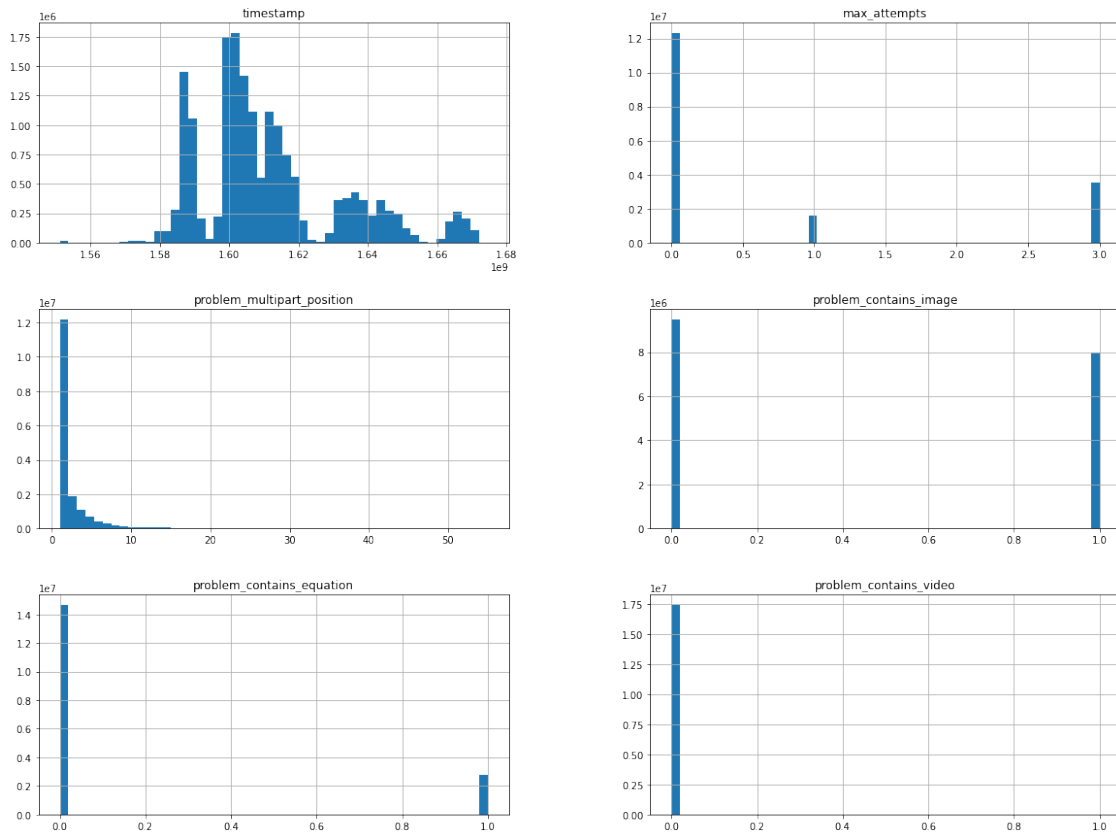 timestamp
1e6
1.75
1.50
1.25
1.00
0.75
0.50
0.25
0.00
1.56 1.58 1.60 1.62 1.64 1.66 1.68
1e9
max_attempts
1e7
1.2
1.0
0.8
0.6
0.4
0.2
0.0
0.0 0.5 1.0 1.5 2.0 2.5 3.0
problem_multipart_position
1e7
1.2
1.0
0.8
0.6
0.4
0.2
0.0
0 10 20 30 40 50
problem_contains_image
1e6
8
6
4
2
0
0.0 0.2 0.4 0.6 0.8 1.0
problem_contains_equation
1e7
1.4
1.2
1.0
0.8
0.6
0.4
0.2
0.0
0.0 0.2 0.4 0.6 0.8 1.0
problem_contains_video
1e7
1.75
1.50
1.25
1.00
0.75
0.50
0.25
0.00
0.0 0.2 0.4 0.6 0.8 1.0